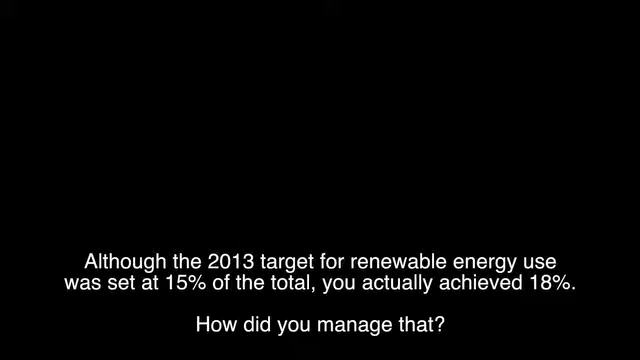 Although the 2013 target for renewable energy use
was set at 15% of the total, you actually achieved 18%.
How did you manage that?